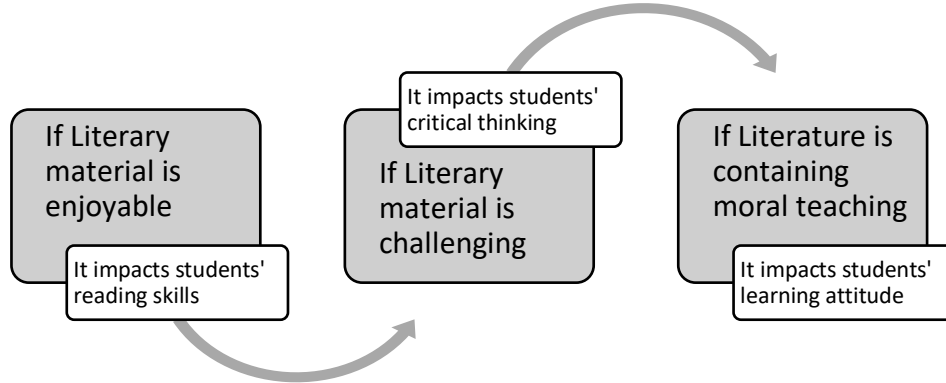 If Literary
material is
enjoyable
It impacts students'
reading skills
It impacts students'
critical thinking
If Literary
material is
challenging
If Literature is
containing
moral teaching
It impacts students'
learning attitude